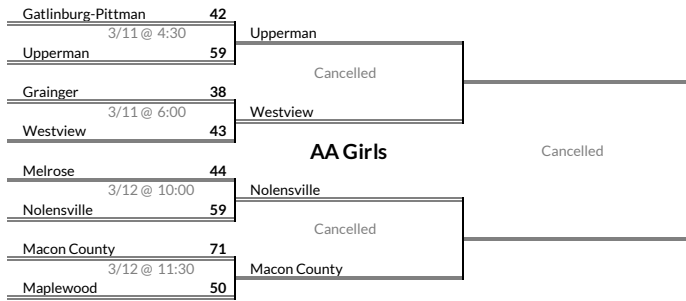 Gatlinburg-Pittman 42
3/11 @ 4:30
Upperman
Upperman 59
Cancelled
Grainger 38
3/11 @ 6:00
Westview
Westview 43
AA Girls
Cancelled
Melrose 44
3/12 @ 10:00
Nolensville
Nolensville 59
Cancelled
Macon County 71
3/12 @ 11:30
Macon County
Maplewood 50